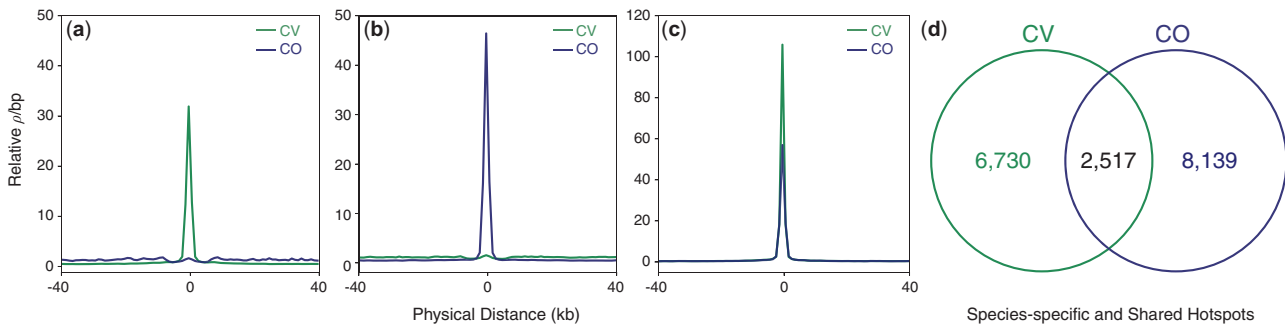 (a)
CV
CO
50
40
30
20
10
0
-40
0
40
Relative ρ/bp
(b)
CV
CO
50
40
30
20
10
0
-40
0
40
Physical Distance (kb)
(c)
CV
CO
120
100
80
60
40
20
0
-40
0
40
(d)
CV
CO
6,730
2,517
8,139
Species-specific and Shared Hotspots